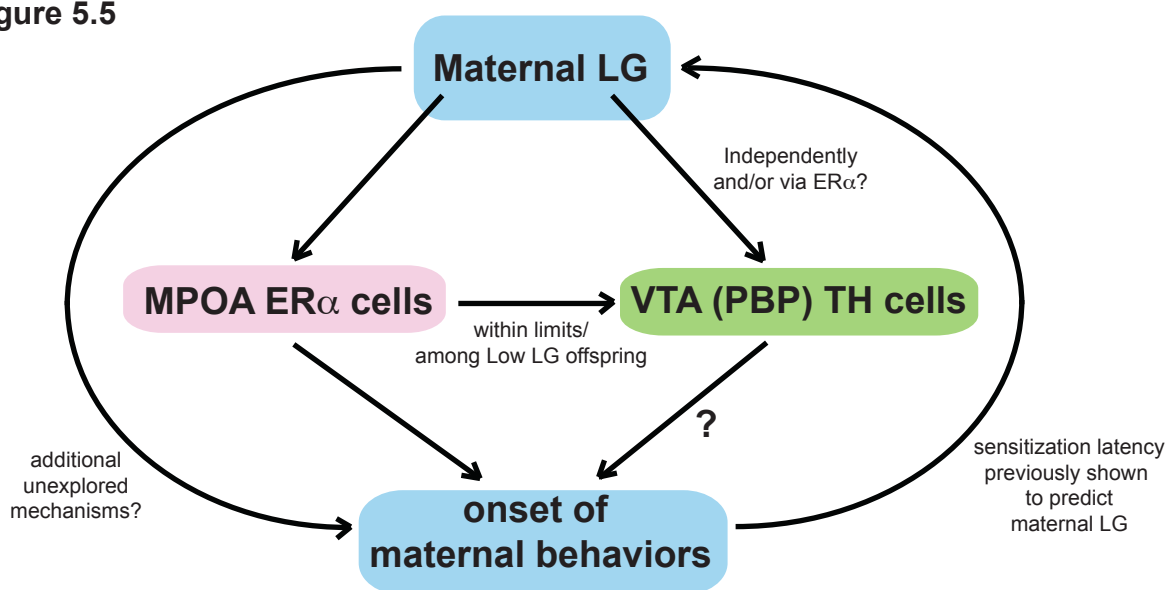 gure 5.5
Maternal LG
Independently
and/or via ERα?
MPOA ERα cells
VTA (PBP) TH cells
within limits/
among Low LG offspring
?
additional
unexplored
mechanisms?
sensitization latency
previously shown
to predict
maternal LG
onset of
maternal behaviors